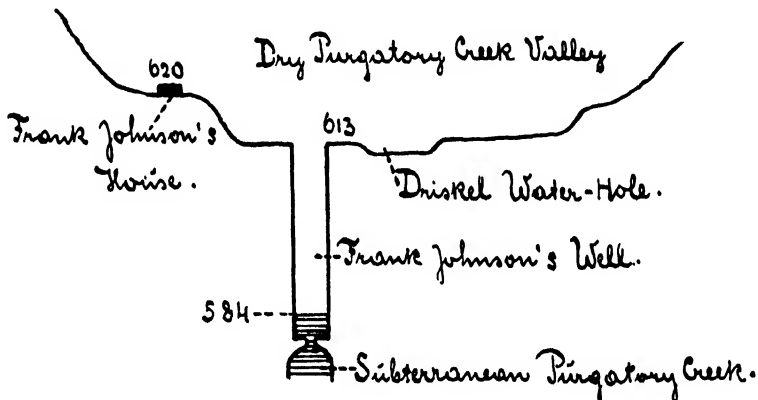 620
Dry Purgatory Creek Valley
Frank Johnson's
House.
613
Driskel Water-Hole.
Frank Johnson's Well.
584
Subterranean Purgatory Creek.